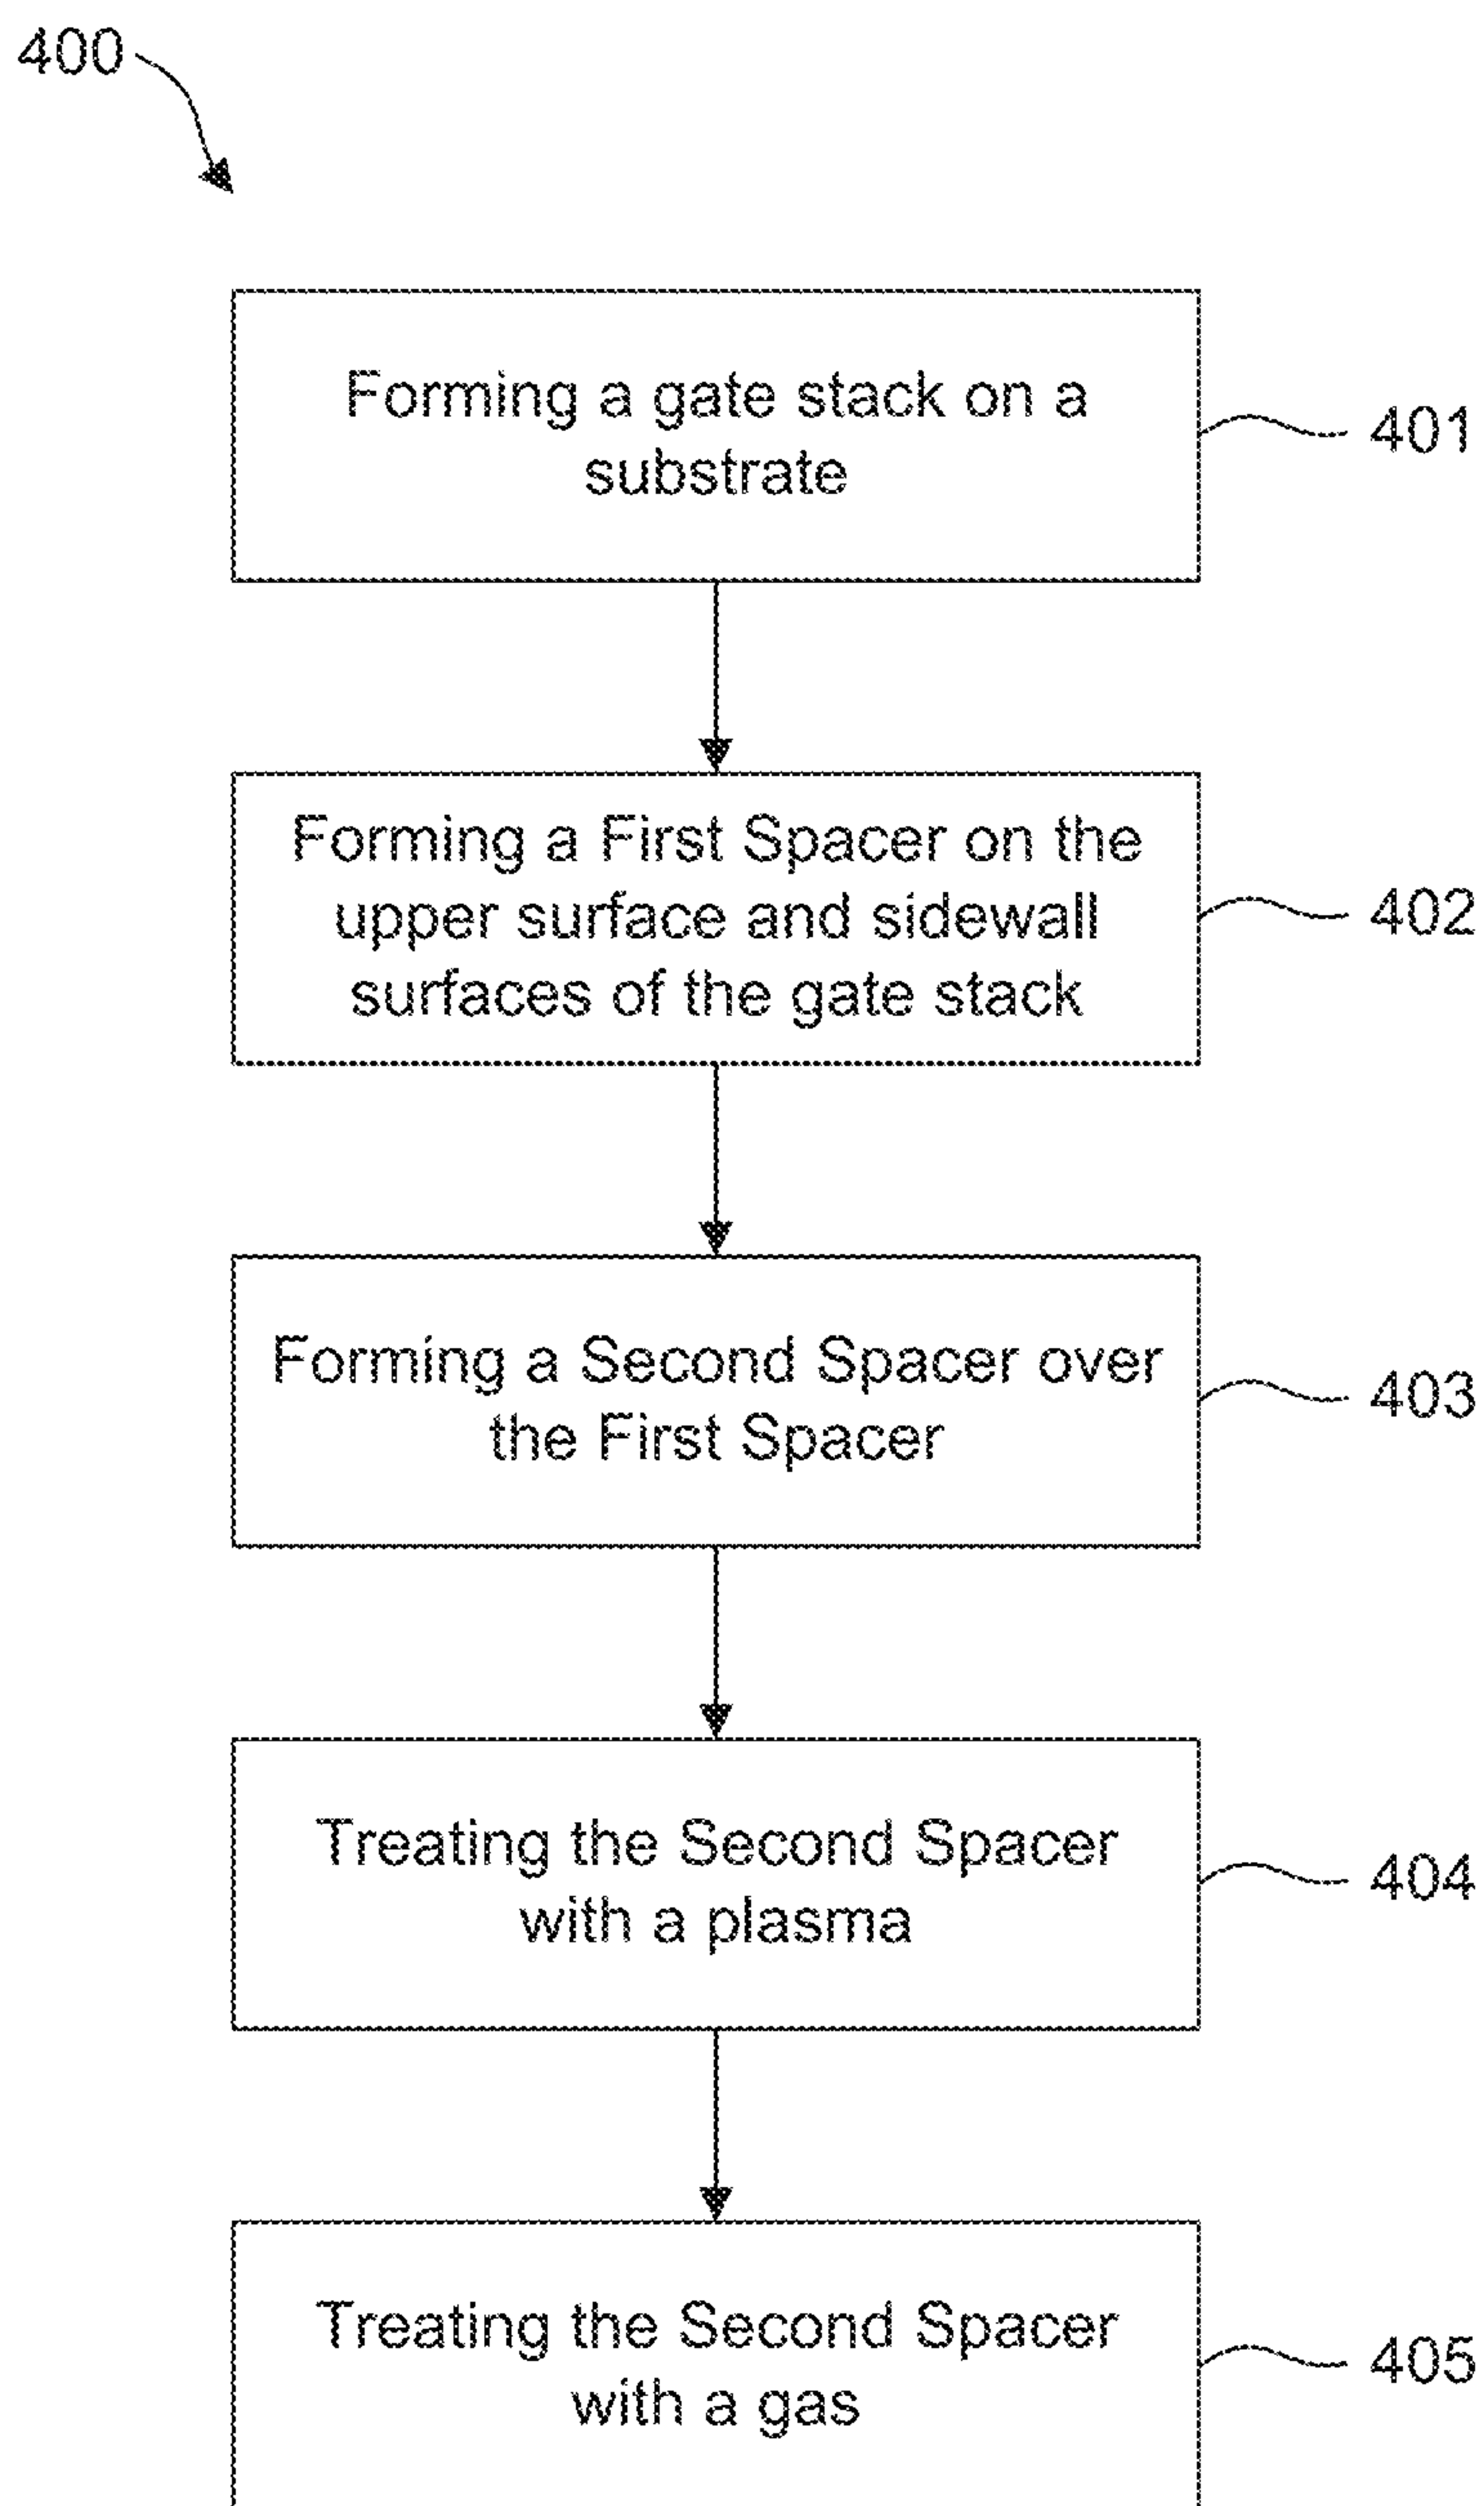 400
Forming a gate stack on a
substrate
401
Forming a First Spacer on the
upper surface and sidewall
surfaces of the gate stack
402
Forming a Second Spacer over
the First Spacer
403
Treating the Second Spacer
with a plasma
404
Treating the Second Spacer
with a gas
405